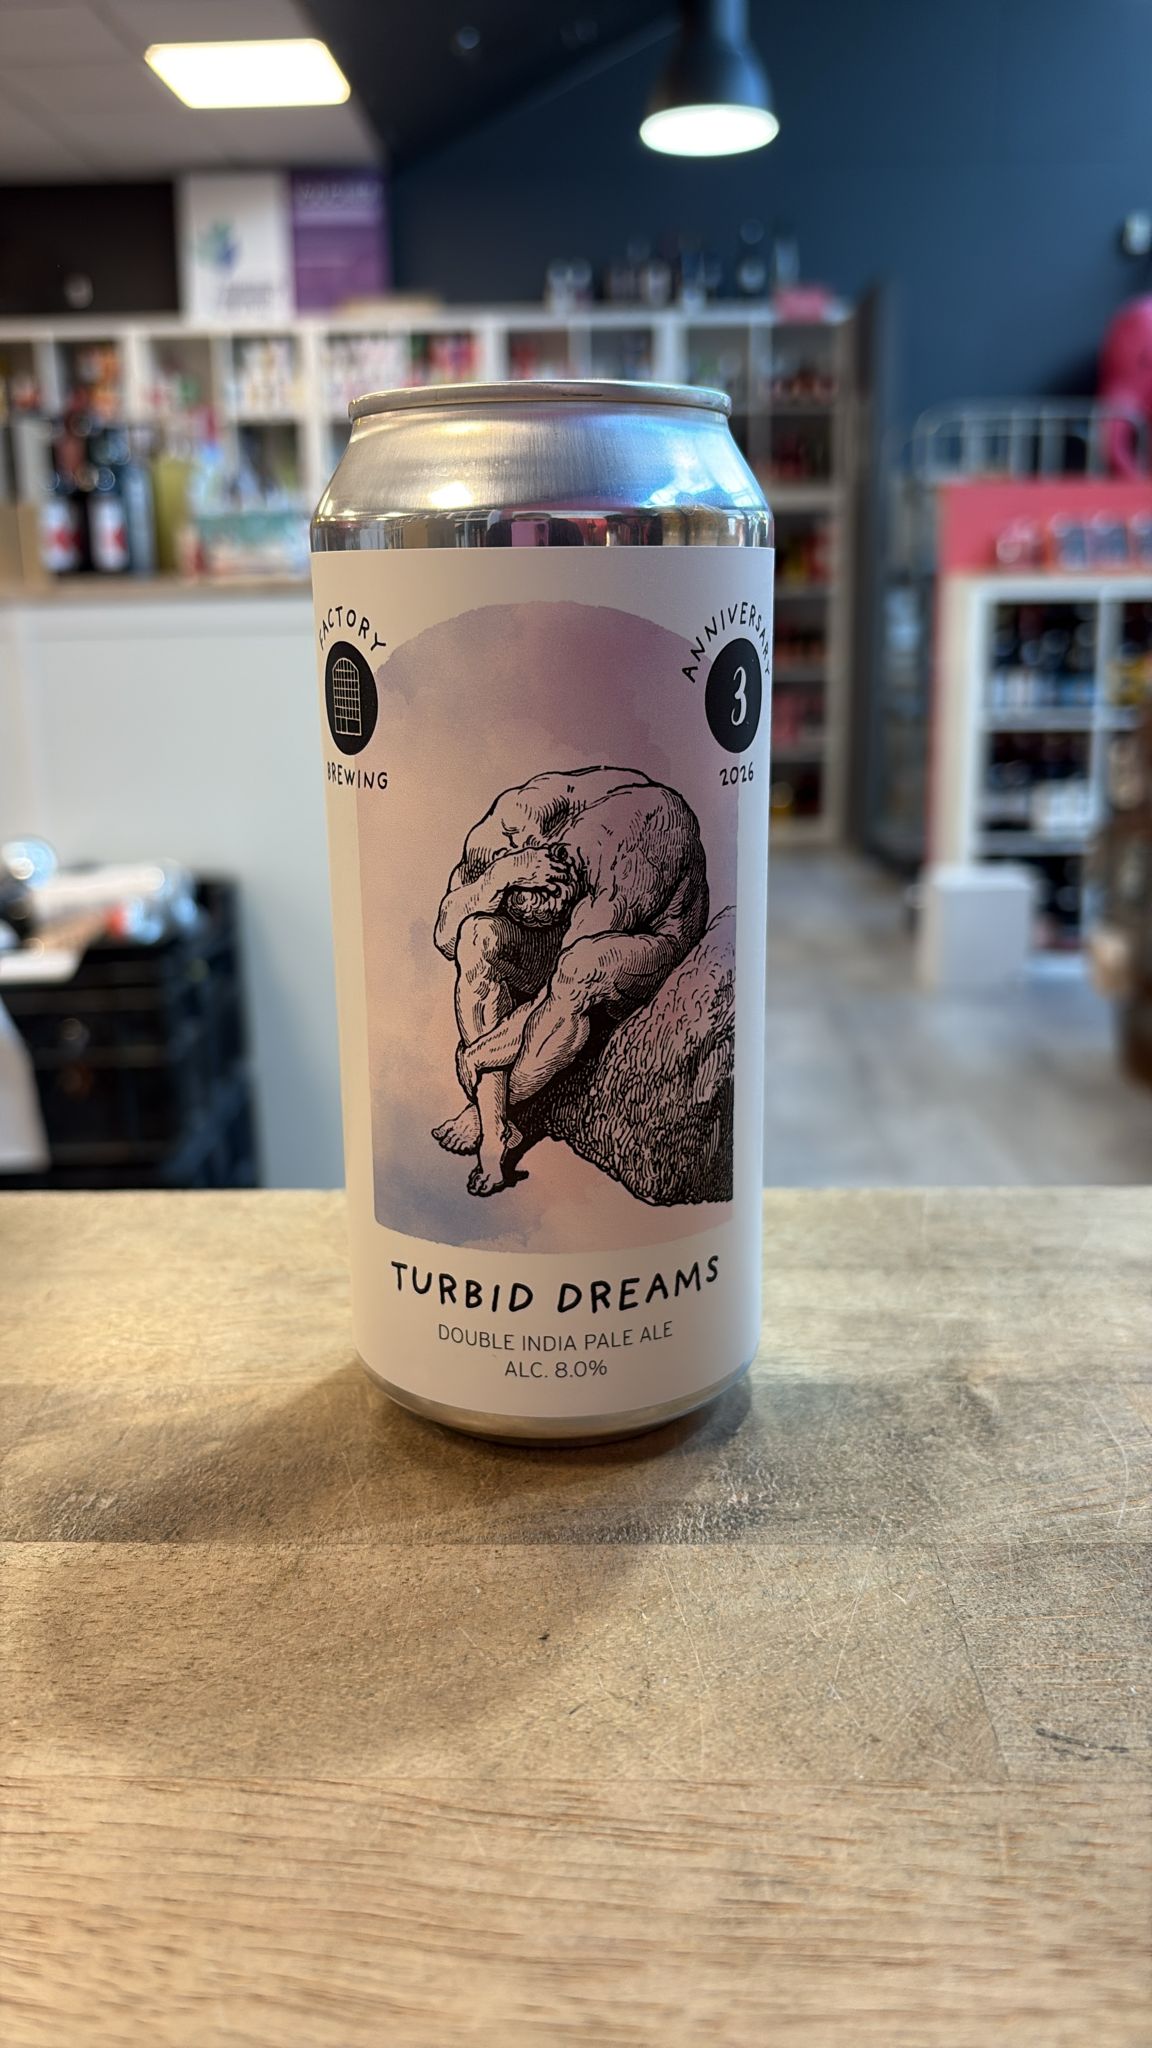 FACTORY
BREWING
ANNIVERSARY
3
2026
TURBID DREAMS
DOUBLE INDIA PALE ALE
ALC. 8.0%